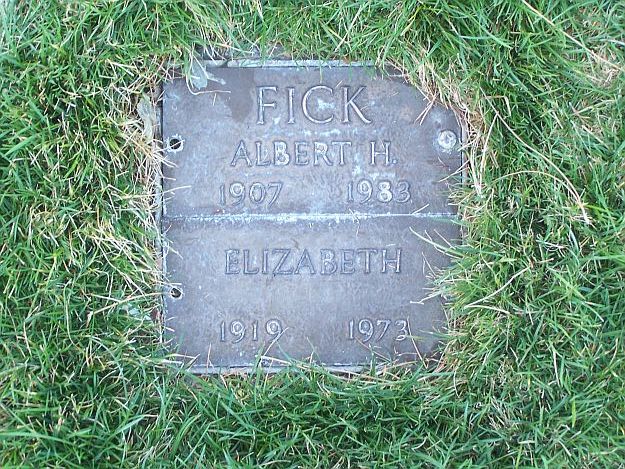 FICK
ALBERT H.
1907 1983
ELIZABETH
1919 1973